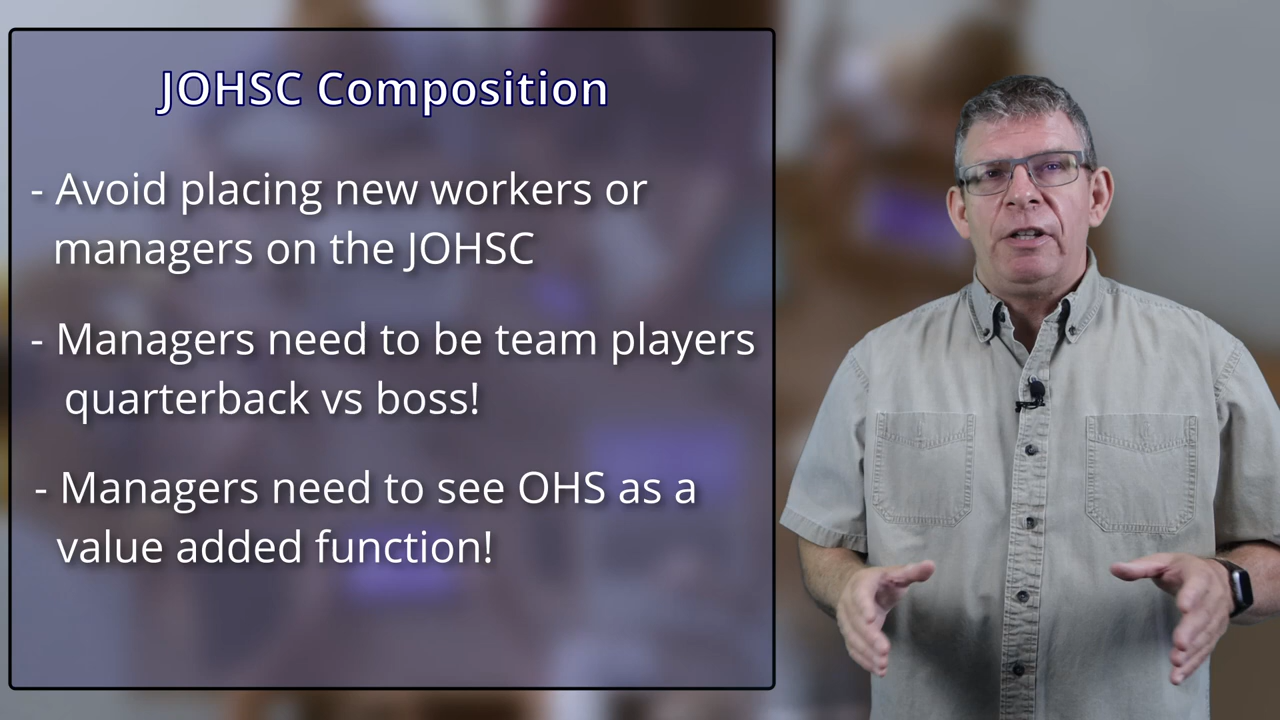 JOHSC Composition
- Avoid placing new workers or
managers on the JOHSC
- Managers need to be team players
quarterback vs boss!
- Managers need to see OHS as a
value added function!